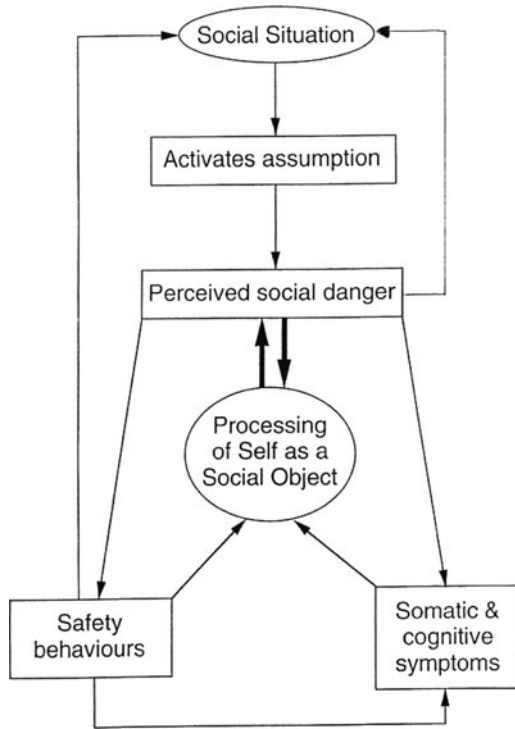 Social Situation
Activates assumption
Perceived social danger
Processing
of Self as a
Social Object
Safety
behaviours
Somatic &
cognitive
symptoms